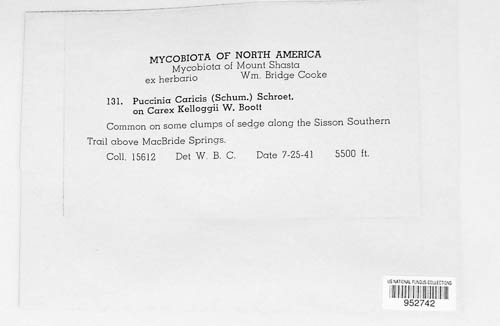 MYCOBIOTA OF NORTH AMERICA
Mycobiota of Mount Shasta
ex herbario Wm. Bridge Cooke
131. Puccinia Caricis (Schum.) Schroet.
on Carex Kelloggii W. Boott
Common on some clumps of sedge along the Sisson Southern
Trail above MacBride Springs.
Coll. 15612 Det W. B. C. Date 7-25-41 5500 ft.
US NATIONAL FUNGUS COLLECTIONS
952742